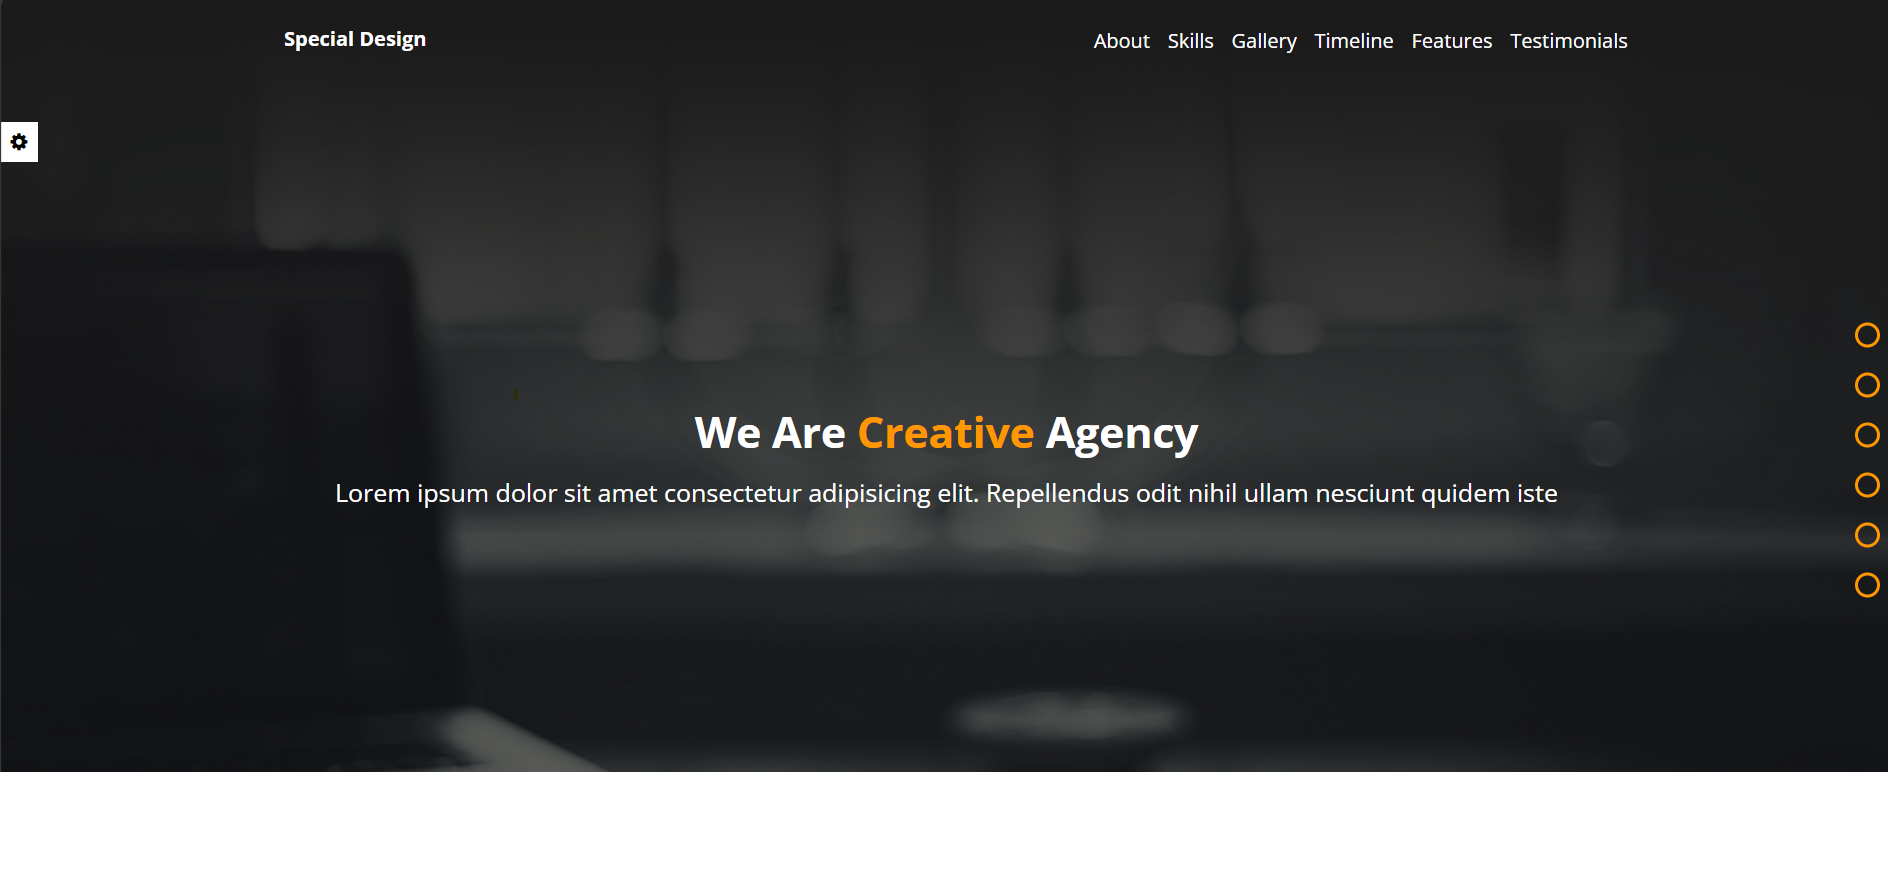 Special Design
About Skills Gallery Timeline Features Testimonials
We Are Creative Agency
Lorem ipsum dolor sit amet consectetur adipisicing elit. Repellendus odit nihil ullam nesciunt quidem iste